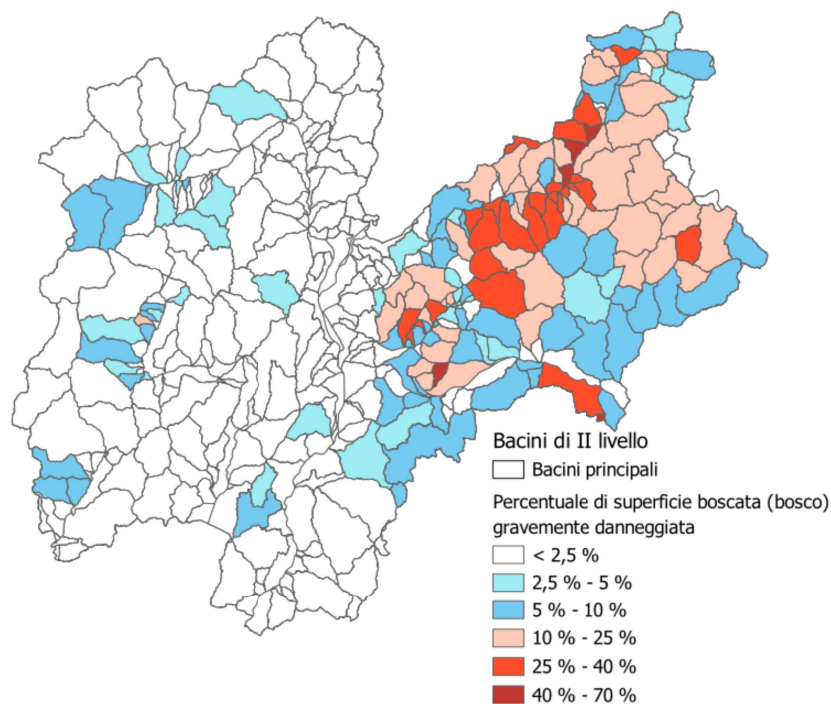 Bacini di II livello
Bacini principali
Percentuale di superficie boscata (bosco)
gravemente danneggiata
< 2,5 %
2,5 % - 5 %
5 % - 10 %
10 % - 25 %
25 % - 40 %
40 % - 70 %